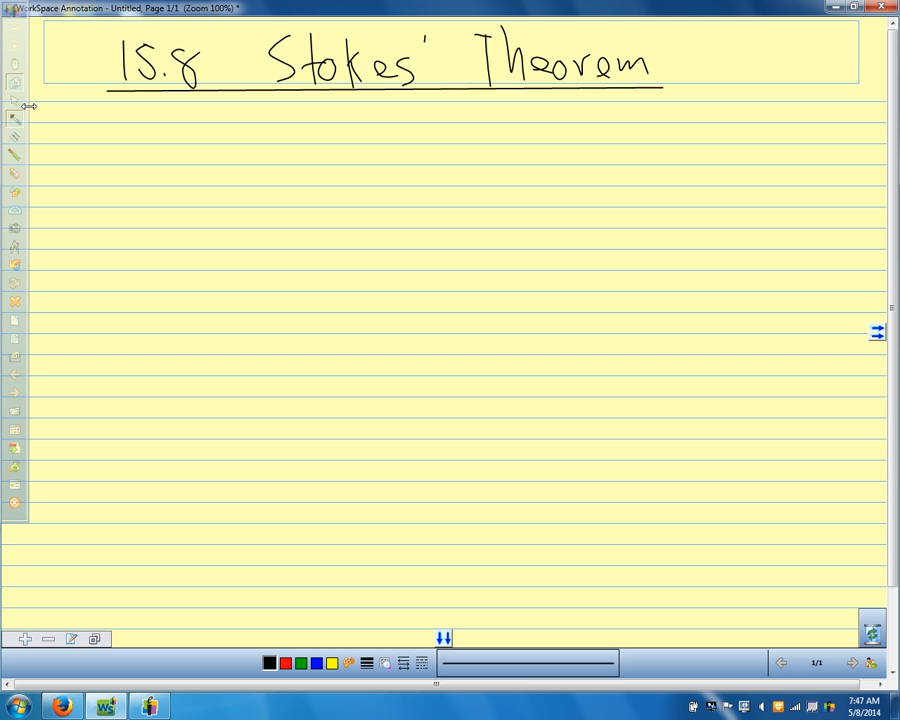 WorkSpace Annotation - Untitled, Page 1/1 (Zoom 100%) *
15.8 Stokes' Theorem
1/1
7:47 AM
5/8/2014